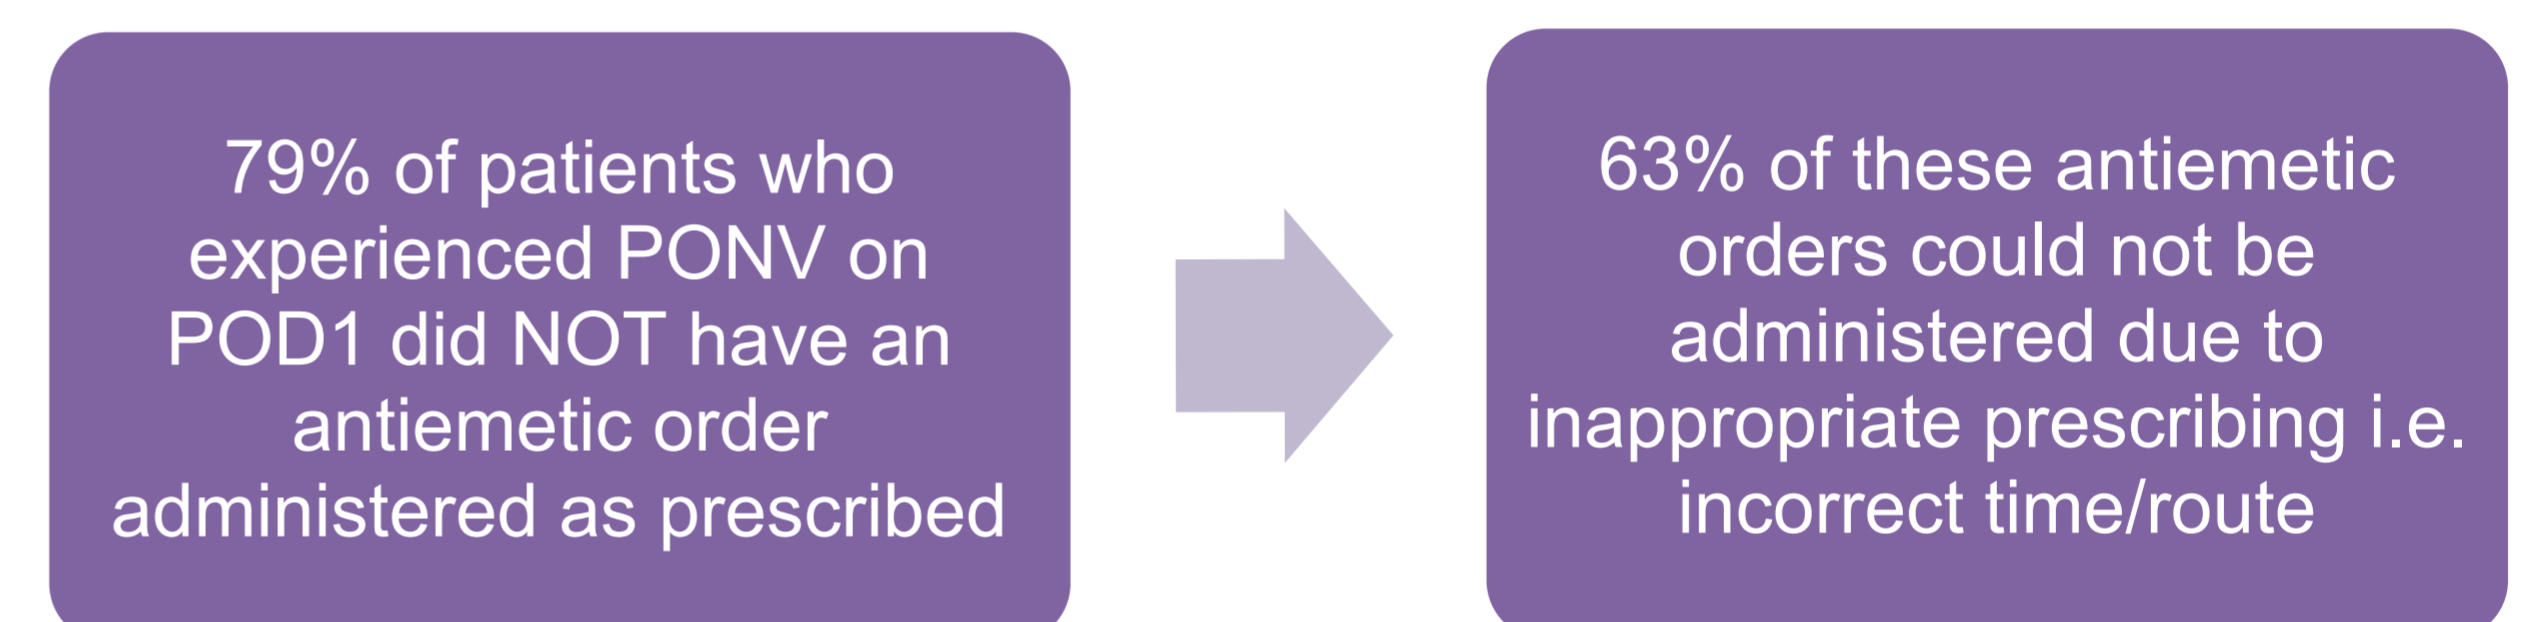 79% of patients who
experienced PONV on
POD1 did NOT have an
antiemetic order
administered as prescribed
63% of these antiemetic
orders could not be
administered due to
inappropriate prescribing i.e.
incorrect time/route